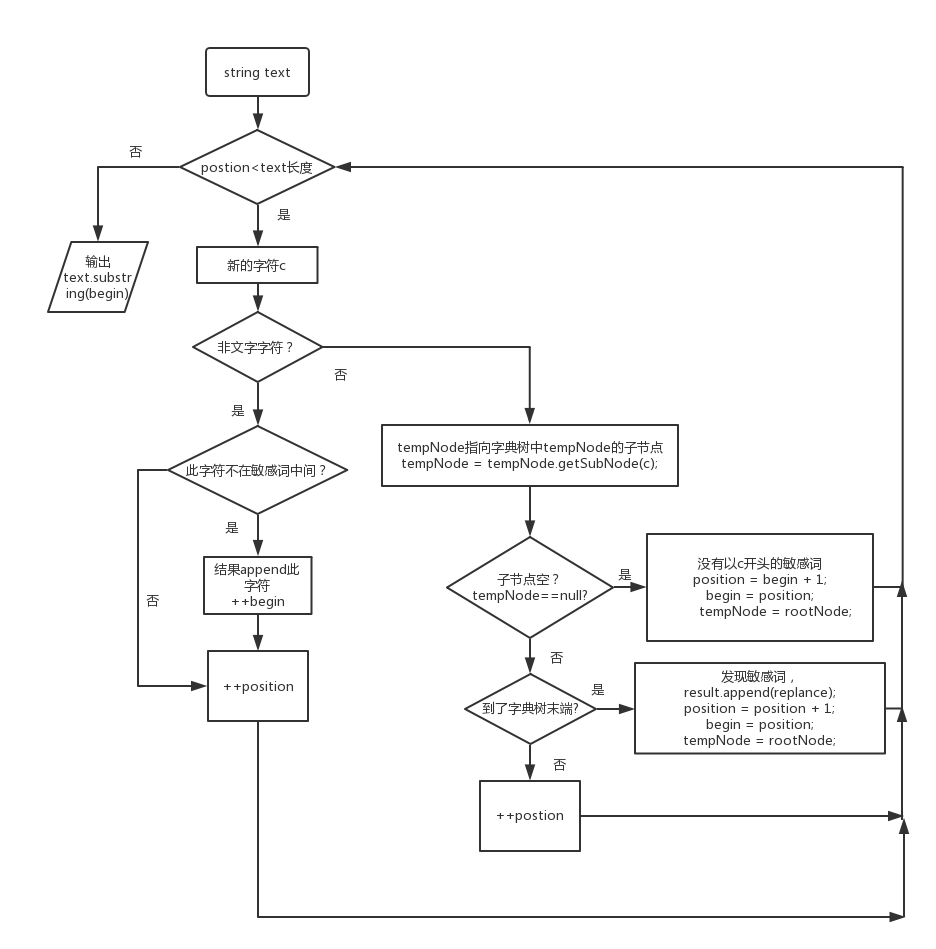 string text
否
postion<text长度
是
输出
text.substr
ing(begin)
新的字符c
非文字字符？
否
是
此字符不在敏感词中间？
是
否
结果append此
字符
++begin
++position
tempNode指向字典树中tempNode的子节点
tempNode = tempNode.getSubNode(c);
子节点空？
tempNode==null?
是
没有以c开头的敏感词
position = begin + 1;
begin = position;
tempNode = rootNode;
否
到了字典树末端?
是
发现敏感词，
result.append(replance);
position = position + 1;
begin = position;
tempNode = rootNode;
否
++postion